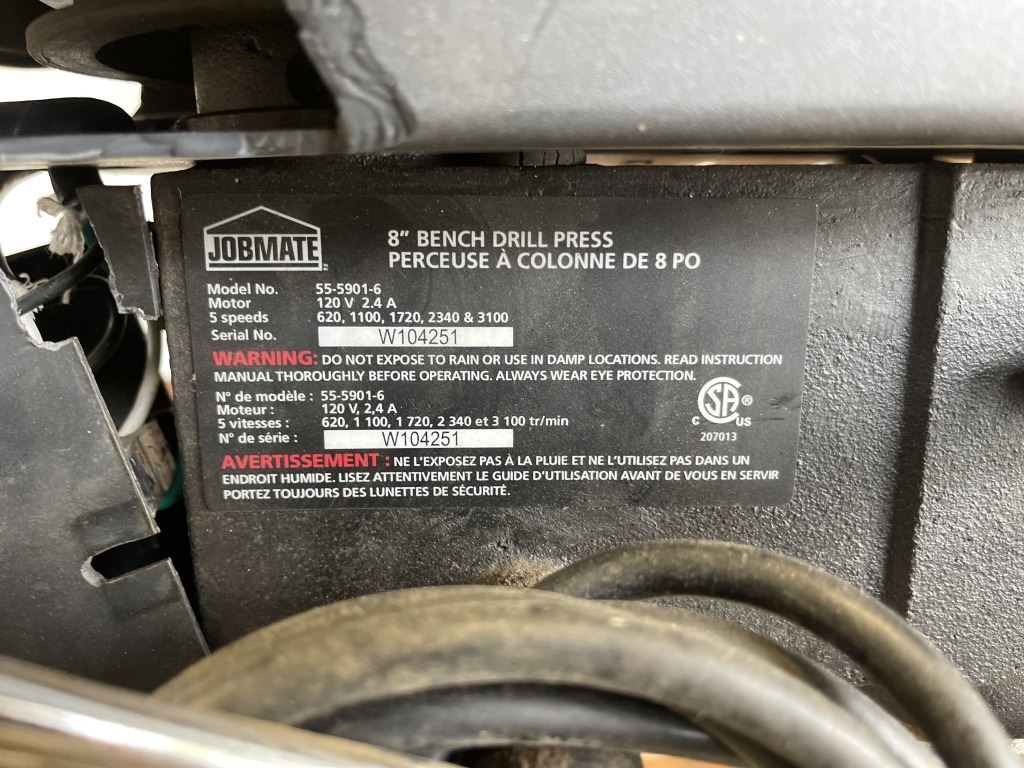 JOBMATE
8" BENCH DRILL PRESS
PERCEUSE À COLONNE DE 8 PO
Model No. 55-5901-6
Motor 120 V 2.4 A
5 speeds 620, 1100, 1720, 2340 & 3100
Serial No. W104251
WARNING: DO NOT EXPOSE TO RAIN OR USE IN DAMP LOCATIONS. READ INSTRUCTION
MANUAL THOROUGHLY BEFORE OPERATING. ALWAYS WEAR EYE PROTECTION.
N° de modèle : 55-5901-6
Moteur : 120 V, 2,4 A
5 vitesses : 620, 1 100, 1 720, 2 340 et 3 100 tr/min
N° de série : W104251
C SA ® US
207013
AVERTISSEMENT : NE L'EXPOSEZ PAS À LA PLUIE ET NE L'UTILISEZ PAS DANS UN
ENDROIT HUMIDE. LISEZ ATTENTIVEMENT LE GUIDE D'UTILISATION AVANT DE VOUS EN SERVIR
PORTEZ TOUJOURS DES LUNETTES DE SÉCURITÉ.